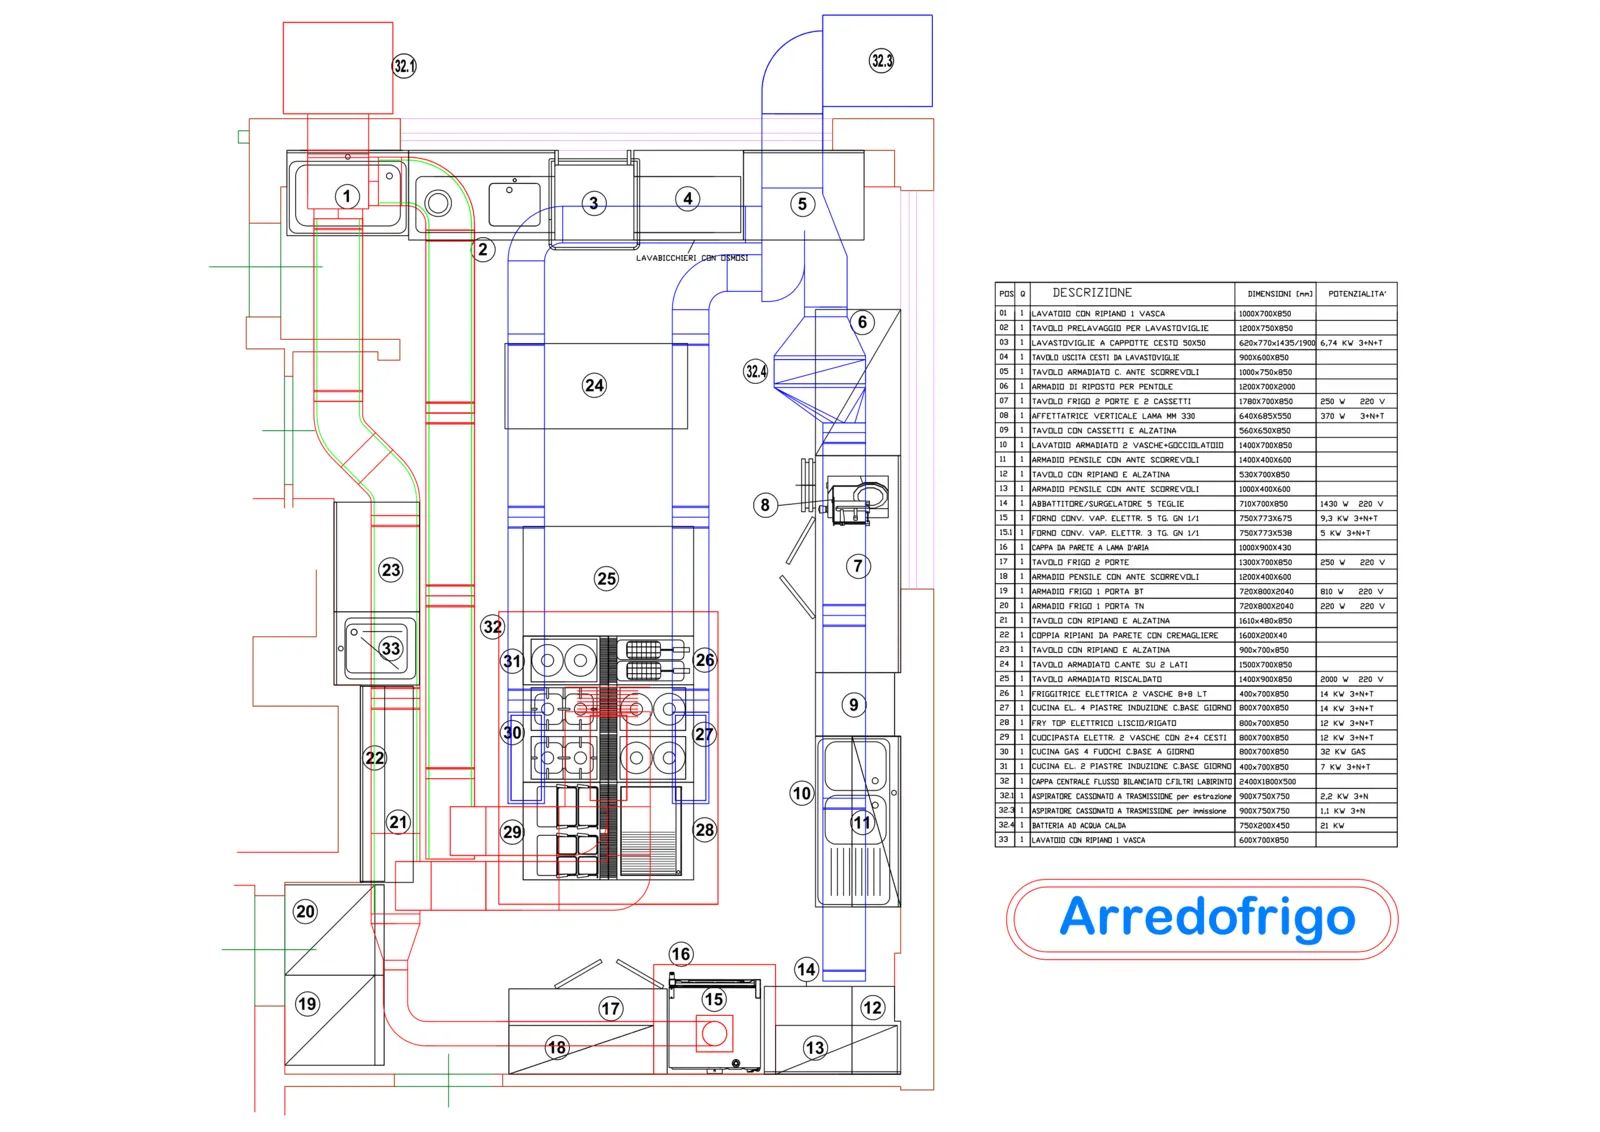 32.1
32.3
1
2
3
4
5
LAVABICCHIERI CON OSMOSI
6
32.4
24
8
7
23
25
32
31
26
33
9
30
27
22
10
21
11
29
28
20
16
14
19
17
15
12
18
13
POS Q DESCRIZIONE DIMENSIONI (mm) POTENZIALITA'
01 1 LAVATOIO CON RIPIANO 1 VASCA 1000X700X850
02 1 TAVOLO PRELAVAGGIO PER LAVASTOVIGLIE 1200X750X850
03 1 LAVASTOVIGLIE A CAPPOTTE CESTO 50X50 620x770x1435/1900 6,74 KW 3+N+T
04 1 TAVOLO USCITA CESTI DA LAVASTOVIGLIE 900X600X850
05 1 TAVOLO ARMADIATO C. ANTE SCORREVOLI 1000x750x850
06 1 ARMADIO DI RIPOSTO PER PENTOLE 1200X700X2000
07 1 TAVOLO FRIGO 2 PORTE E 2 CASSETTI 1780X700X850 250 W 220 V
08 1 AFFETTATRICE VERTICALE LAMA MM 330 640X685X550 370 W 3+N+T
09 1 TAVOLO CON CASSETTI E ALZATINA 560X650X850
10 1 LAVATOIO ARMADIATO 2 VASCHE+GOCCIOLATOIO 1400X700X850
11 1 ARMADIO PENSILE CON ANTE SCORREVOLI 1400X400X600
12 1 TAVOLO CON RIPIANO E ALZATINA 530X700X850
13 1 ARMADIO PENSILE CON ANTE SCORREVOLI 1000X400X600
14 1 ABBATTITORE/SURGELATORE 5 TEGLIE 710X700X850 1430 W 220 V
15 1 FORNO CONV. VAP. ELETTR. 5 TG. GN 1/1 750X773X675 9,3 KW 3+N+T
15.1 1 FORNO CONV. VAP. ELETTR. 3 TG. GN 1/1 750X773X538 5 KW 3+N+T
16 1 CAPPA DA PARETE A LAMA D'ARIA 1000X900X430
17 1 TAVOLO FRIGO 2 PORTE 1300X700X850 250 W 220 V
18 1 ARMADIO PENSILE CON ANTE SCORREVOLI 1200X400X600
19 1 ARMADIO FRIGO 1 PORTA BT 720X800X2040 810 W 220 V
20 1 ARMADIO FRIGO 1 PORTA TN 720X800X2040 220 W 220 V
21 1 TAVOLO CON RIPIANO E ALZATINA 1610x480x850
22 1 COPPIA RIPIANI DA PARETE CON CREMAGLIERE 1600X200X40
23 1 TAVOLO CON RIPIANO E ALZATINA 900x700x850
24 1 TAVOLO ARMADIATO C.ANTE SU 2 LATI 1500X700X850
25 1 TAVOLO ARMADIATO RISCALDATO 1400X900X850 2000 W 220 V
26 1 FRIGGITRICE ELETTRICA 2 VASCHE 8+8 LT 400x700X850 14 KW 3+N+T
27 1 CUCINA EL. 4 PIASTRE INDUZIONE C.BASE GIORNO 800X700X850 14 KW 3+N+T
28 1 FRY TOP ELETTRICO LISCIO/RIGATO 800x700X850 12 KW 3+N+T
29 1 CUOCIPASTA ELETTR. 2 VASCHE CON 2+4 CESTI 800X700X850 12 KW 3+N+T
30 1 CUCINA GAS 4 FUOCHI C.BASE A GIORNO 800X700X850 32 KW GAS
31 1 CUCINA EL. 2 PIASTRE INDUZIONE C.BASE GIORNO 400x700X850 7 KW 3+N+T
32 1 CAPPA CENTRALE FLUSSO BILANCIATO C.FILTRI LABIRINTO 2400X1800X500
32.1 1 ASPIRATORE CASSONATO A TRASMISSIONE per estrazione 900X750X750 2,2 KW 3+N
32.3 1 ASPIRATORE CASSONATO A TRASMISSIONE per immissione 900X750X750 1,1 KW 3+N
32.4 1 BATTERIA AD ACQUA CALDA 750X200X450 21 KW
33 1 LAVATOIO CON RIPIANO 1 VASCA 600X700X850
Arredofrigo